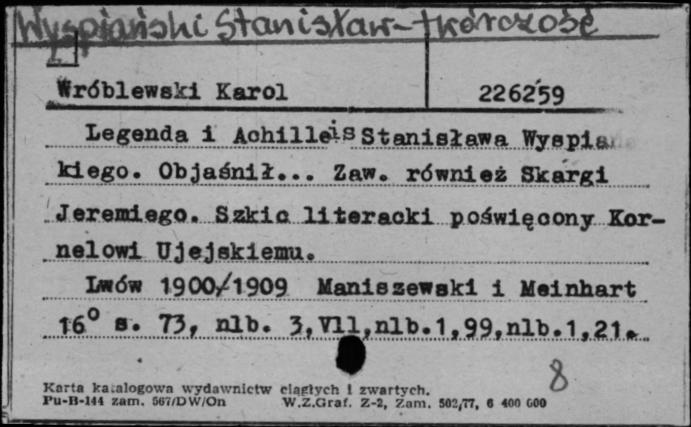 Wyspiański Stanisław - twórczość
Wróblewski Karol 226259
Legenda i Achilleis Stanisława Wyspiańs
kiego. Objaśnił... Zaw. również Skargi
Jeremiego. Szkic literacki poświęcony Kor-
nelowi Ujejskiemu.
Lwów 1900/1909 Maniszewski i Meinhart
16° s. 73, nlb. 3,Vll,nlb.1,99,nlb.1,21.
8
Karta katalogowa wydawnictw ciągłych i zwartych.
Pu-B-144 zam. 567/DW/On W.Z.Graf. Z-2, Zam. 502/77, 6 400 000